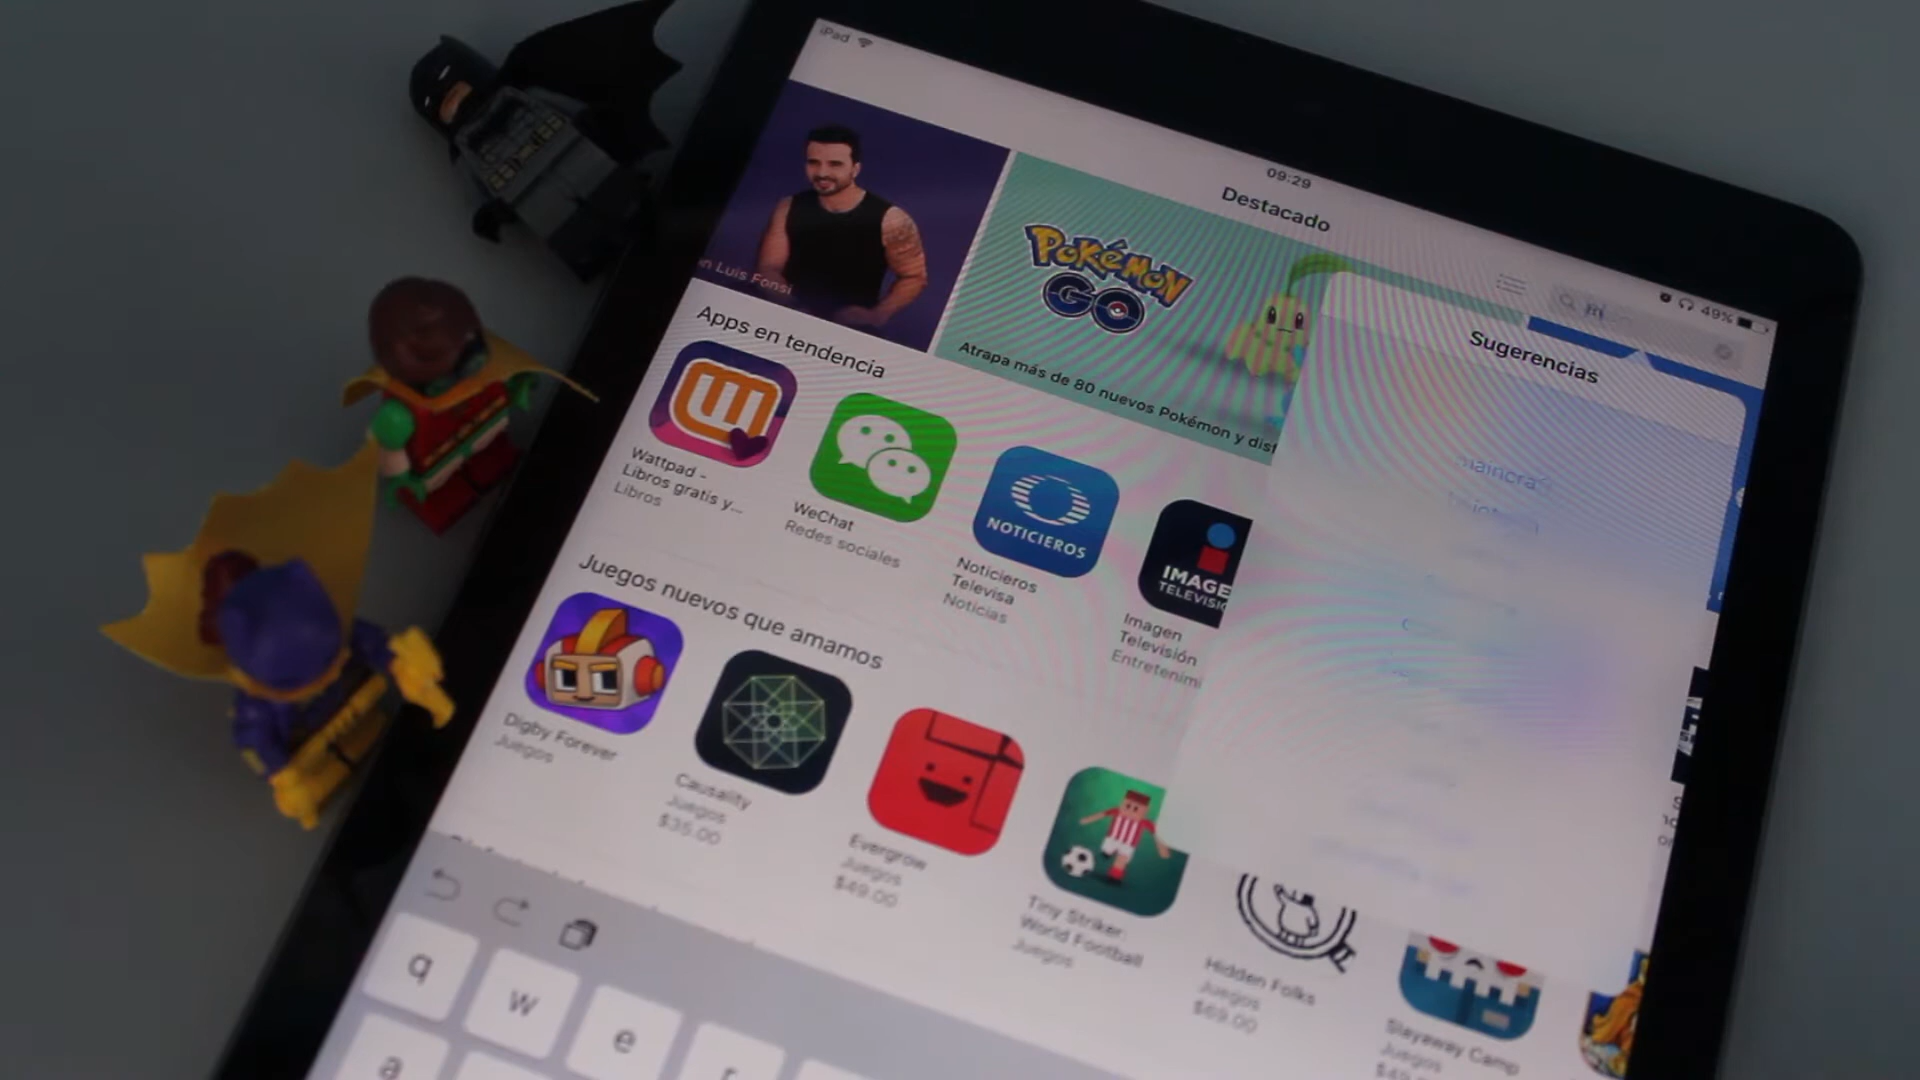 iPad
09:29
49%
Destacado
Sugerencias
n Luis Fonsi
POKÉMON
GO
Atrapa más de 80 nuevos Pokémon y dist
Apps en tendencia
Wattpad -
Libros gratis y...
Libros
WeChat
Redes sociales
NOTICIEROS
Noticieros
Televisa
Noticias
IMAGE
TELEVISIÓ
Imagen
Televisión
Entretenimi
Juegos nuevos que amamos
Digby Forever
Juegos
Causality
Juegos
$35.00
Evergrow
Juegos
$49.00
Tiny Striker:
World Football
Juegos
Hidden Folks
Juegos
$69.00
Slayaway Camp
Juegos
q
w
e
r
a